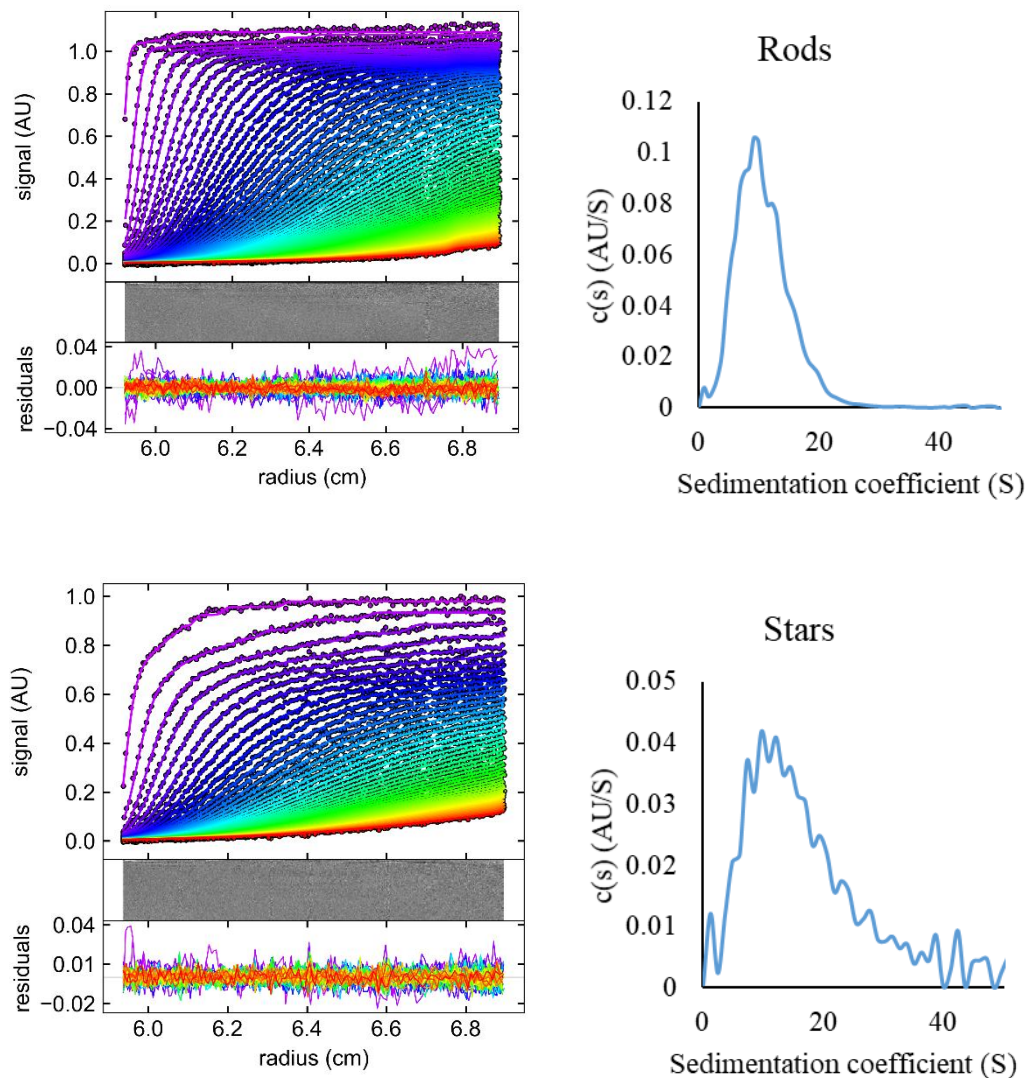 1.0
0.8
0.6
0.4
0.2
0.0
signal (AU)
0.04
0.00
−0.04
residuals
6.0 6.2 6.4 6.6 6.8
radius (cm)
Rods
0.12
0.1
0.08
0.06
0.04
0.02
0
c(s) (AU/S)
0 20 40
Sedimentation coefficient (S)
1.0
0.8
0.6
0.4
0.2
0.0
signal (AU)
0.04
0.01
−0.02
residuals
6.0 6.2 6.4 6.6 6.8
radius (cm)
Stars
0.05
0.04
0.03
0.02
0.01
0
c(s) (AU/S)
0 20 40
Sedimentation coefficient (S)